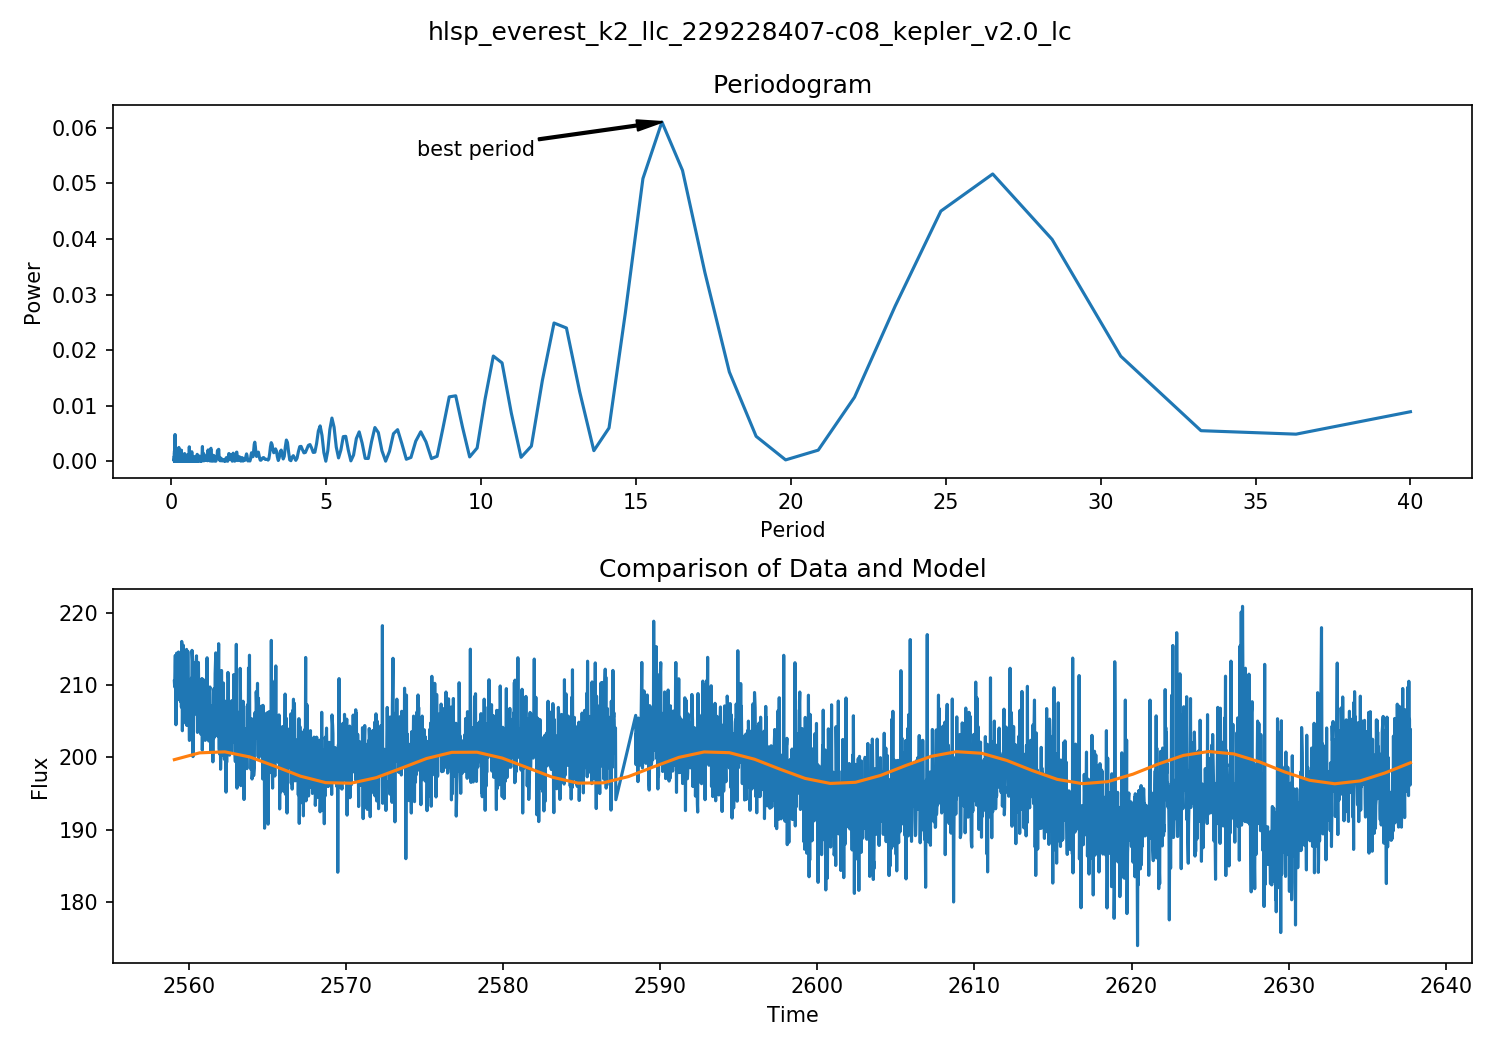 hlsp_everest_k2_llc_229228407-c08_kepler_v2.0_lc
Periodogram
0.06
0.05
0.04
0.03
0.02
0.01
0.00
Power
best period
0 5 10 15 20 25 30 35 40
Period
Comparison of Data and Model
220
210
200
190
180
Flux
2560 2570 2580 2590 2600 2610 2620 2630 2640
Time